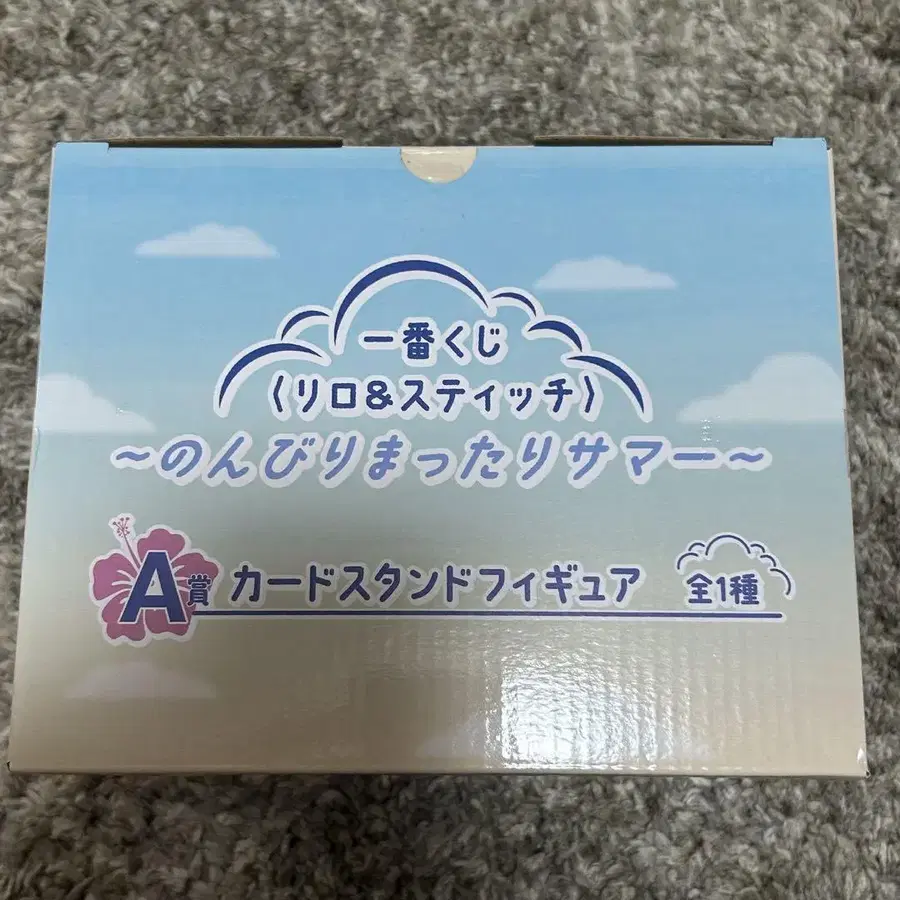 一番くじ
〈リロ&スティッチ〉
~のんびりまったりサマー~
A賞 カードスタンドフィギュア 全1種